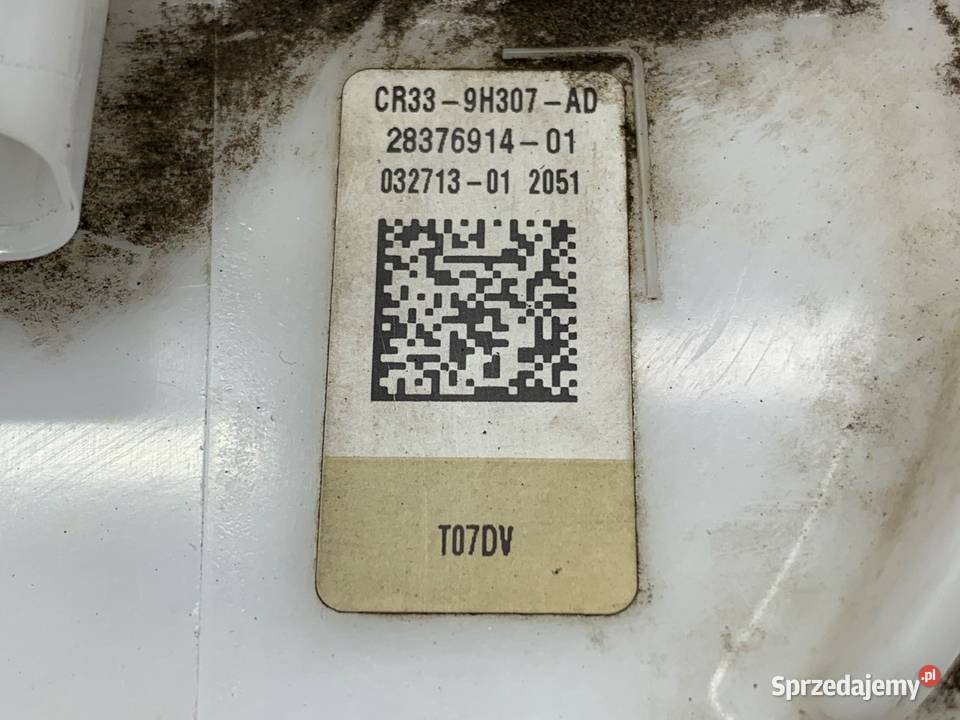 CR33-9H307-AD
28376914-01
032713-01 2051
T07DV
Sprzedajemy.pl